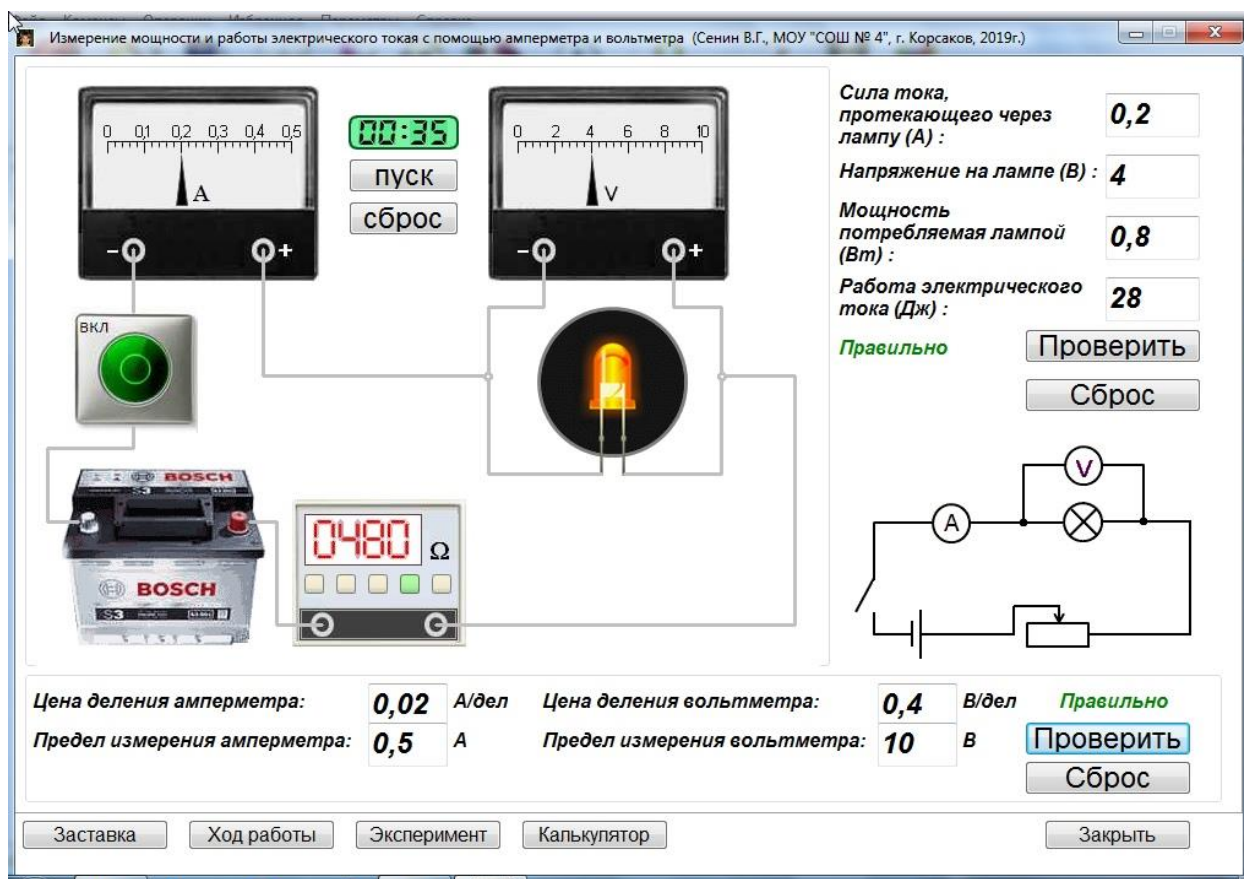 Измерение мощности и работы электрического токая с помощью амперметра и вольтметра (Сенин В.Г., МОУ "СОШ № 4", г. Корсаков, 2019г.)
0 0,1 0,2 0,3 0,4 0,5
A
- +
00:35
пуск
сброс
0 2 4 6 8 10
V
- +
Сила тока,
протекающего через
лампу (А) :
0,2
Напряжение на лампе (В) :
4
Мощность
потребляемая лампой
(Вт) :
0,8
Работа электрического
тока (Дж) :
28
Правильно
Проверить
Сброс
ВКЛ
BOSCH
S3
BOSCH
S3
0480 Ω
V
A
Цена деления амперметра: 0,02 А/дел
Цена деления вольтметра: 0,4 В/дел
Правильно
Предел измерения амперметра: 0,5 А
Предел измерения вольтметра: 10 В
Проверить
Сброс
Заставка
Ход работы
Эксперимент
Калькулятор
Закрыть